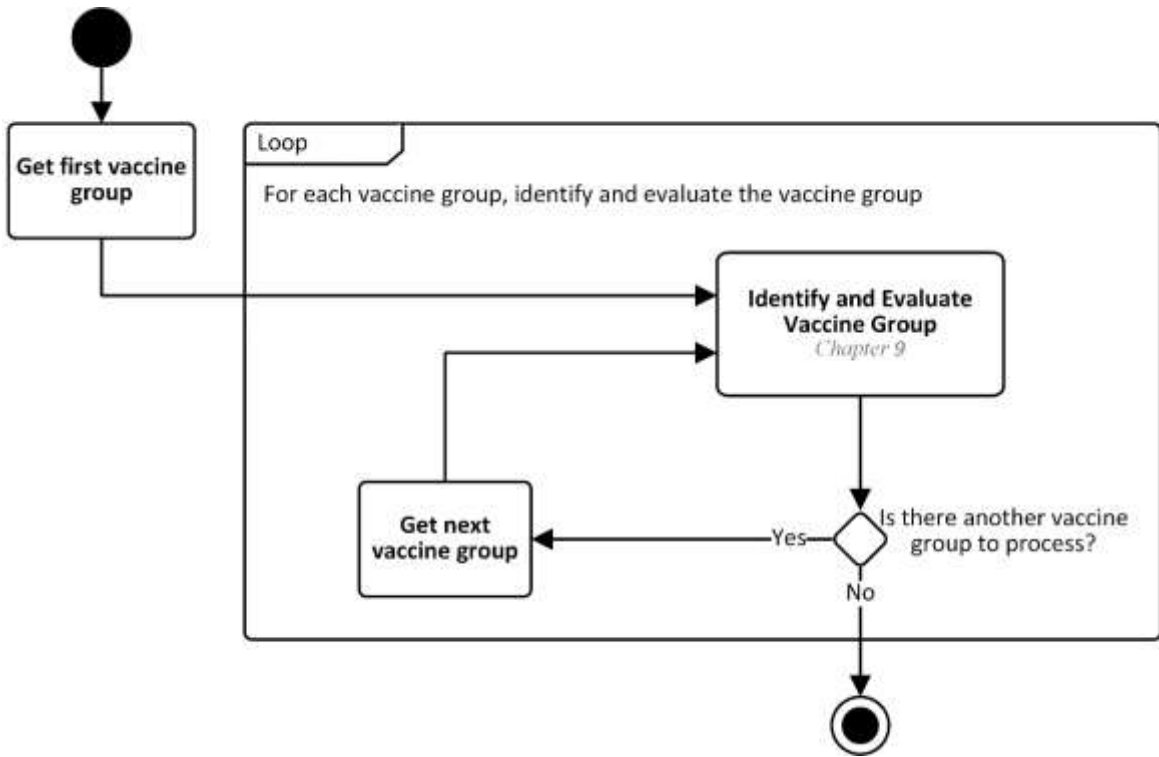 Get first vaccine
group
Loop
For each vaccine group, identify and evaluate the vaccine group
Identify and Evaluate
Vaccine Group
Chapter 9
Get next
vaccine group
Yes
Is there another vaccine
group to process?
No